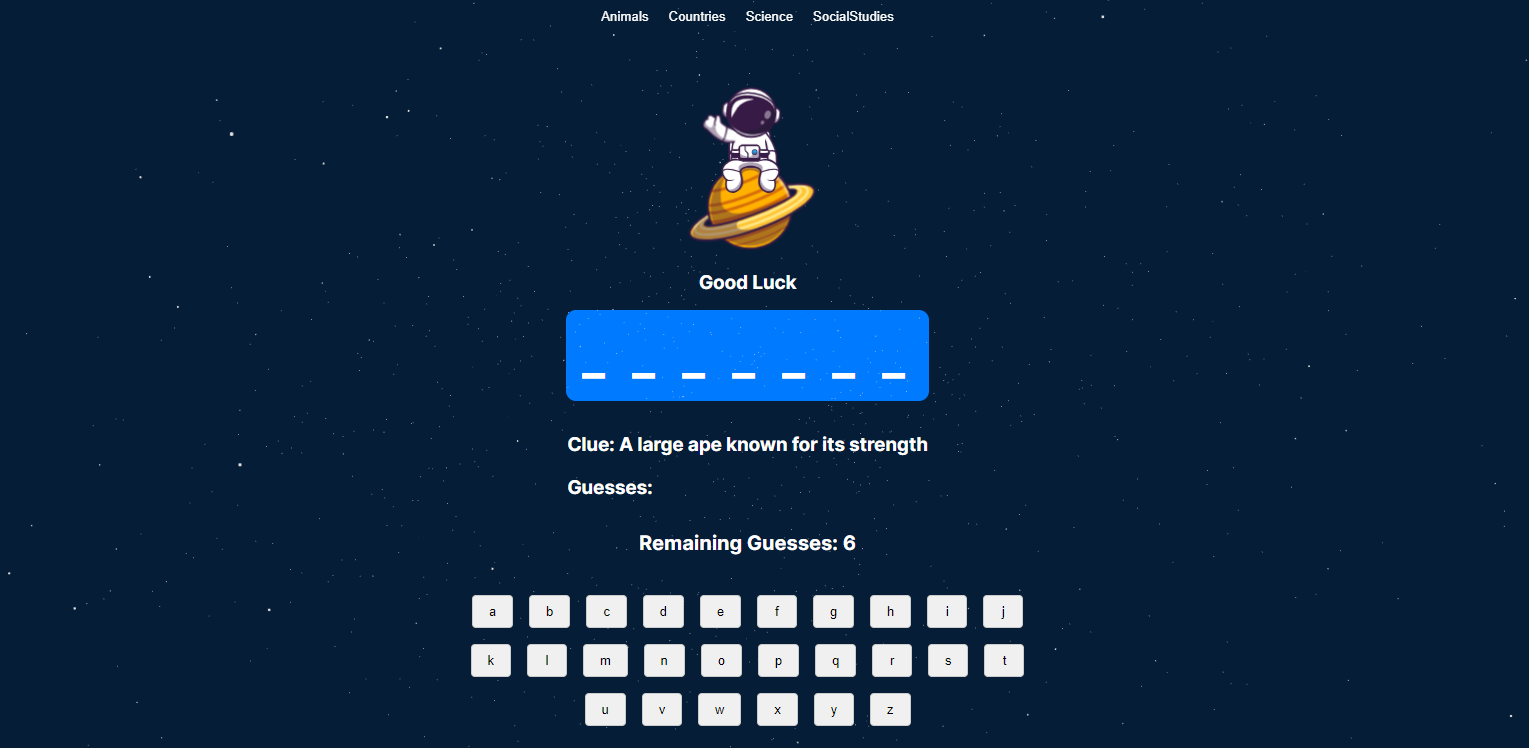 Animals Countries Science SocialStudies
Good Luck
_ _ _ _ _ _ _
Clue: A large ape known for its strength
Guesses:
Remaining Guesses: 6
a b c d e f g h i j
k l m n o p q r s t
u v w x y z